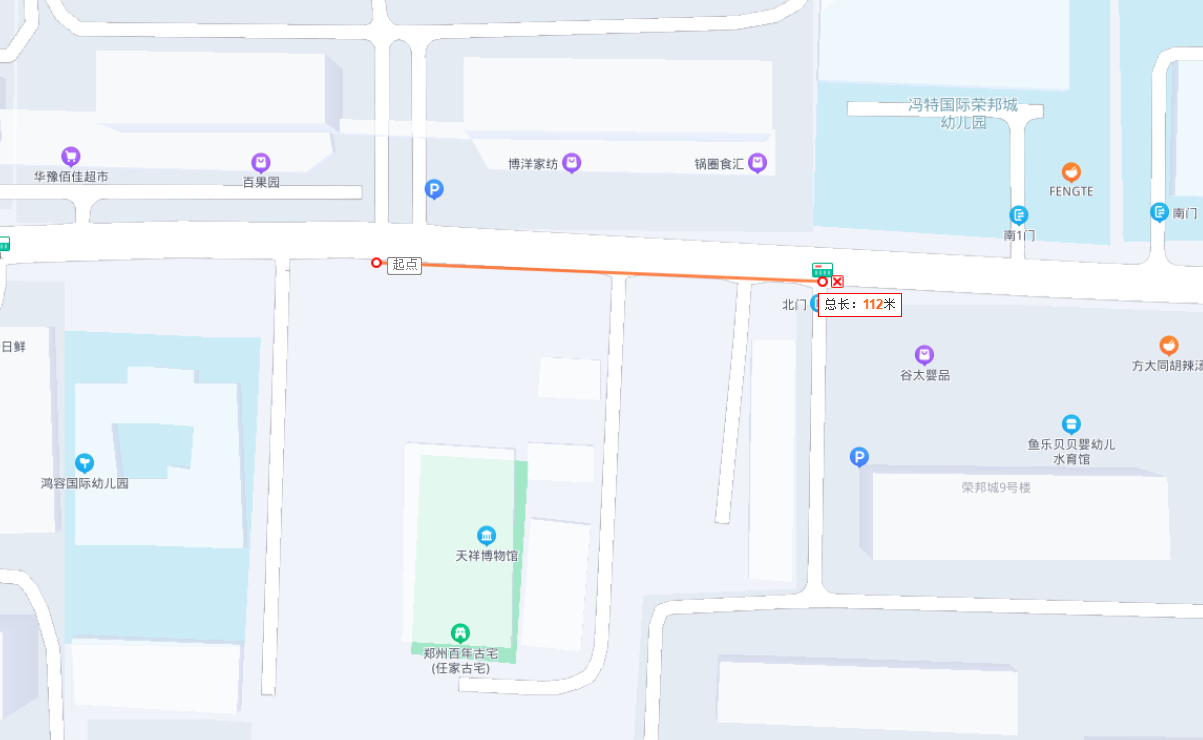 冯特国际荣邦城
幼儿园
华豫佰佳超市
百果园
博洋家纺
锅圈食汇
P
FENGTE
南门
南1门
起点
北门
总长：112米
日鲜
谷太婴品
方大同胡辣汤
鱼乐贝贝婴幼儿
水育馆
P
荣邦城9号楼
鸿容国际幼儿园
天祥博物馆
郑州百年古宅
(任家古宅)